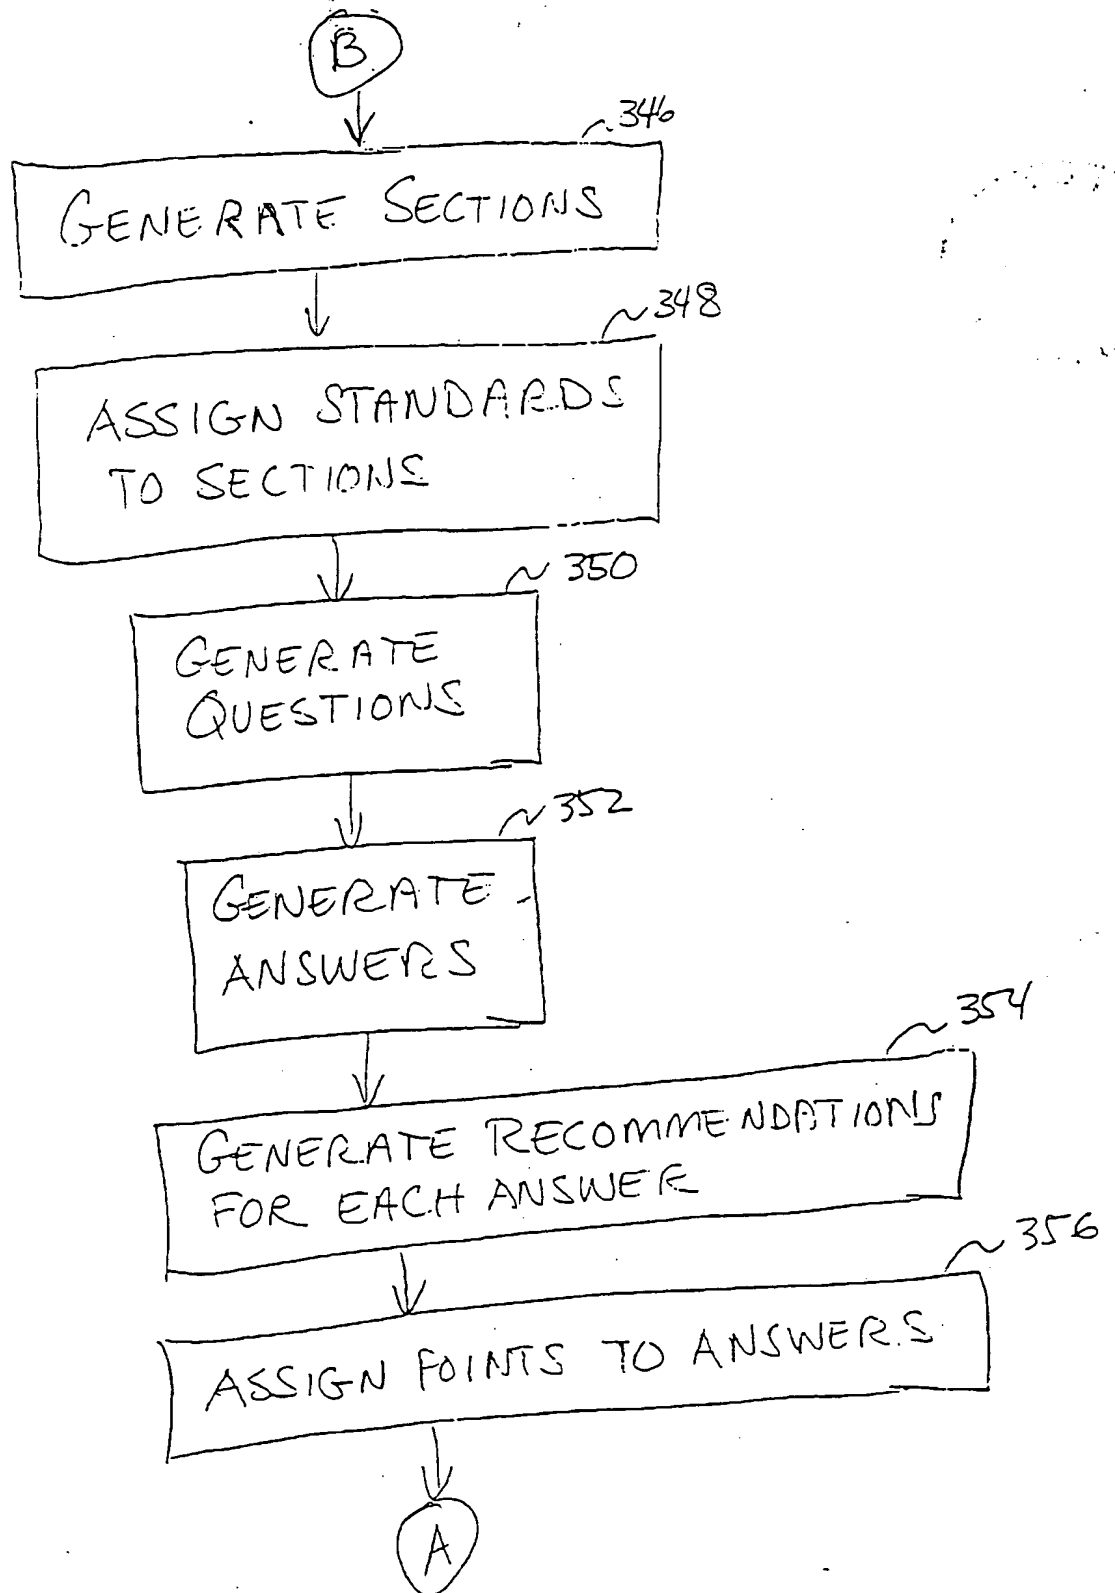 B
346
GENERATE SECTIONS
348
ASSIGN STANDARDS
TO SECTIONS
350
GENERATE
QUESTIONS
352
GENERATE
ANSWERS
354
GENERATE RECOMMENDATIONS
FOR EACH ANSWER
356
ASSIGN POINTS TO ANSWERS
A